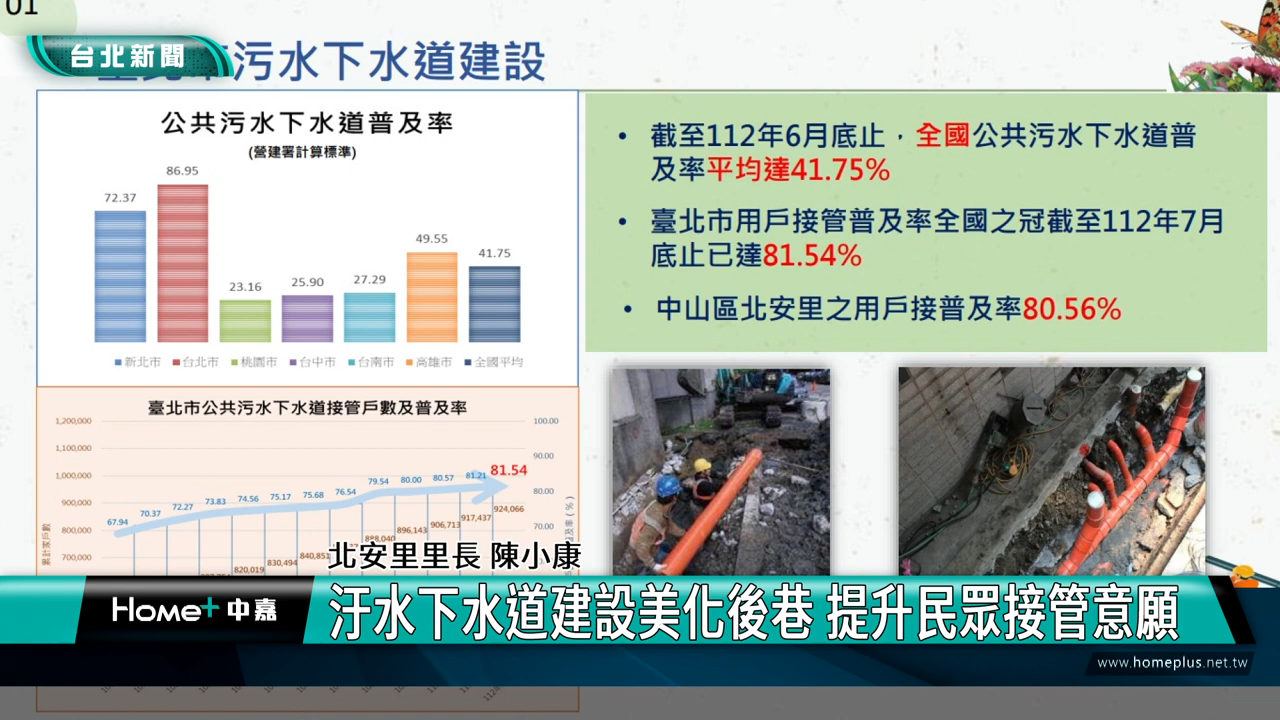 01
台北新聞
污水下水道建設
公共污水下水道普及率
(營建署計算標準)
72.37
86.95
23.16
25.90
27.29
49.55
41.75
新北市 台北市 桃園市 台中市 台南市 高雄市 全國平均
• 截至112年6月底止，全國公共污水下水道普
及率平均達41.75%
• 臺北市用戶接管普及率全國之冠截至112年7月
底止已達81.54%
• 中山區北安里之用戶接普及率80.56%
臺北市公共污水下水道接管戶數及普及率
1,200,000
1,100,000
1,000,000
900,000
800,000
700,000
累計家戶數
100.00
90.00
80.00
70.00
67.94
70.37
72.27
73.83
74.56
75.17
75.68
76.54
79.54
80.00
80.57
81.21
81.54
820,019
830,494
840,851
888,040
896,143
906,713
917,437
924,066
北安里里長 陳小康
Home+ 中嘉
汙水下水道建設美化後巷 提升民眾接管意願
www.homeplus.net.tw